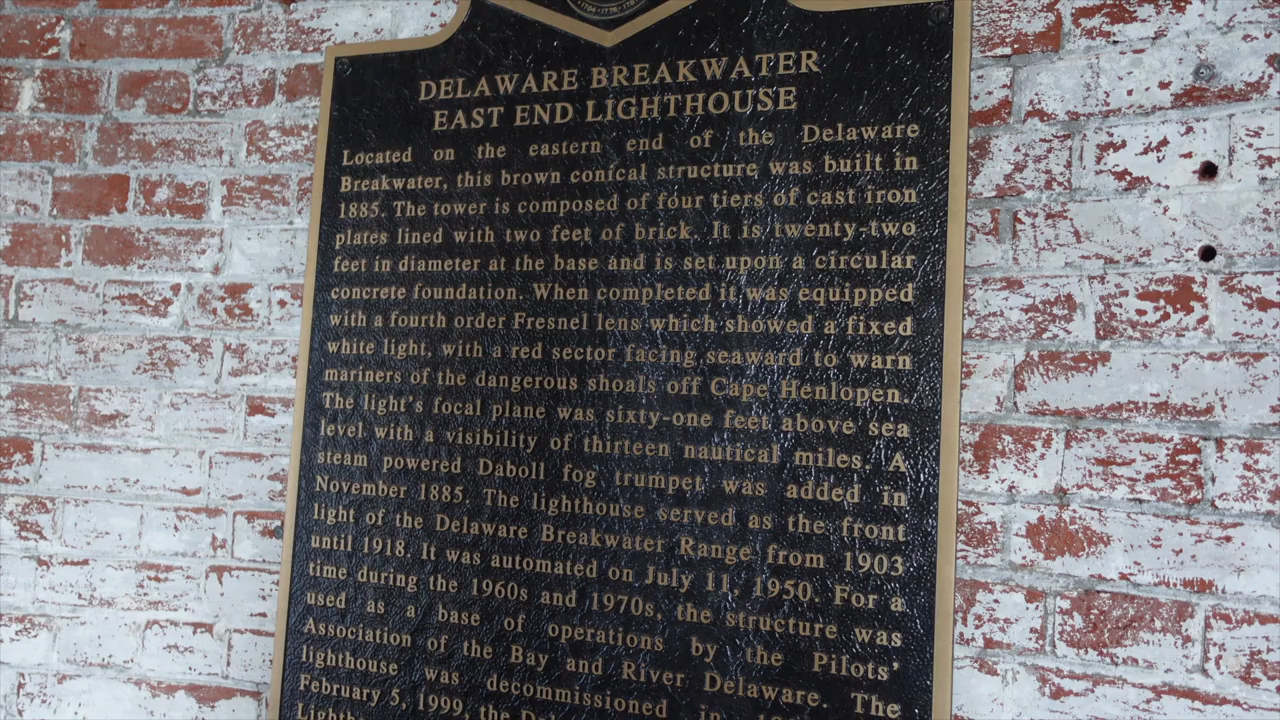 DELAWARE BREAKWATER
EAST END LIGHTHOUSE
Located on the eastern end of the Delaware
Breakwater, this brown conical structure was built in
1885. The tower is composed of four tiers of cast iron
plates lined with two feet of brick. It is twenty-two
feet in diameter at the base and is set upon a circular
concrete foundation. When completed it was equipped
with a fourth order Fresnel lens which showed a fixed
white light, with a red sector facing seaward to warn
mariners of the dangerous shoals off Cape Henlopen.
The light's focal plane was sixty-one feet above sea
level with a visibility of thirteen nautical miles. A
steam powered Daboll fog trumpet was added in
November 1885. The lighthouse served as the front
light of the Delaware Breakwater Range from 1903
until 1918. It was automated on July 11, 1950. For a
time during the 1960s and 1970s, the structure was
used as a base of operations by the Pilots'
Association of the Bay and River Delaware. The
lighthouse was decommissioned in
February 5, 1999, the